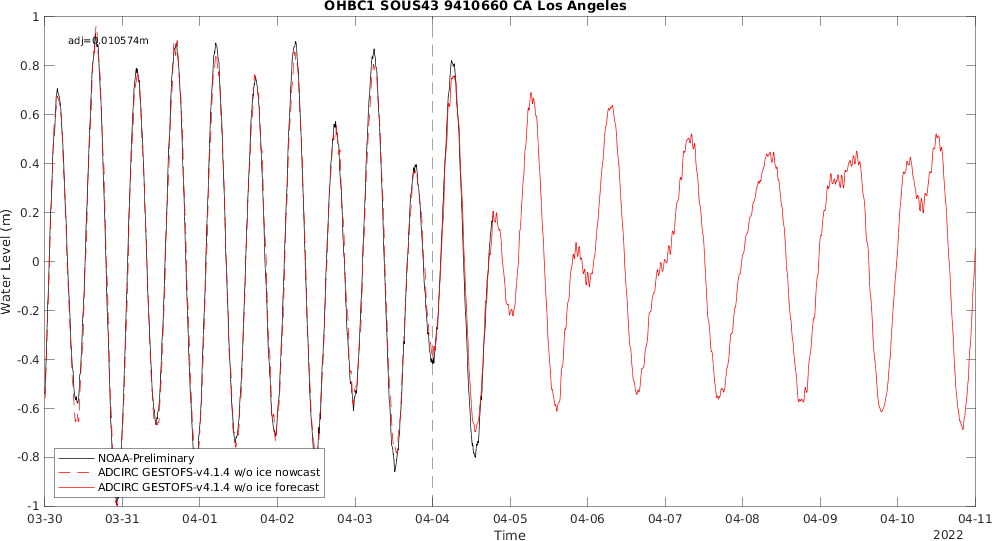 OHBC1 SOUS43 9410660 CA Los Angeles
adj=0.010574m
1
0.8
0.6
0.4
0.2
0
-0.2
-0.4
-0.6
-0.8
-1
Water Level (m)
NOAA-Preliminary
ADCIRC GESTOFS-v4.1.4 w/o ice nowcast
ADCIRC GESTOFS-v4.1.4 w/o ice forecast
03-30 03-31 04-01 04-02 04-03 04-04 04-05 04-06 04-07 04-08 04-09 04-10 04-11
Time
2022